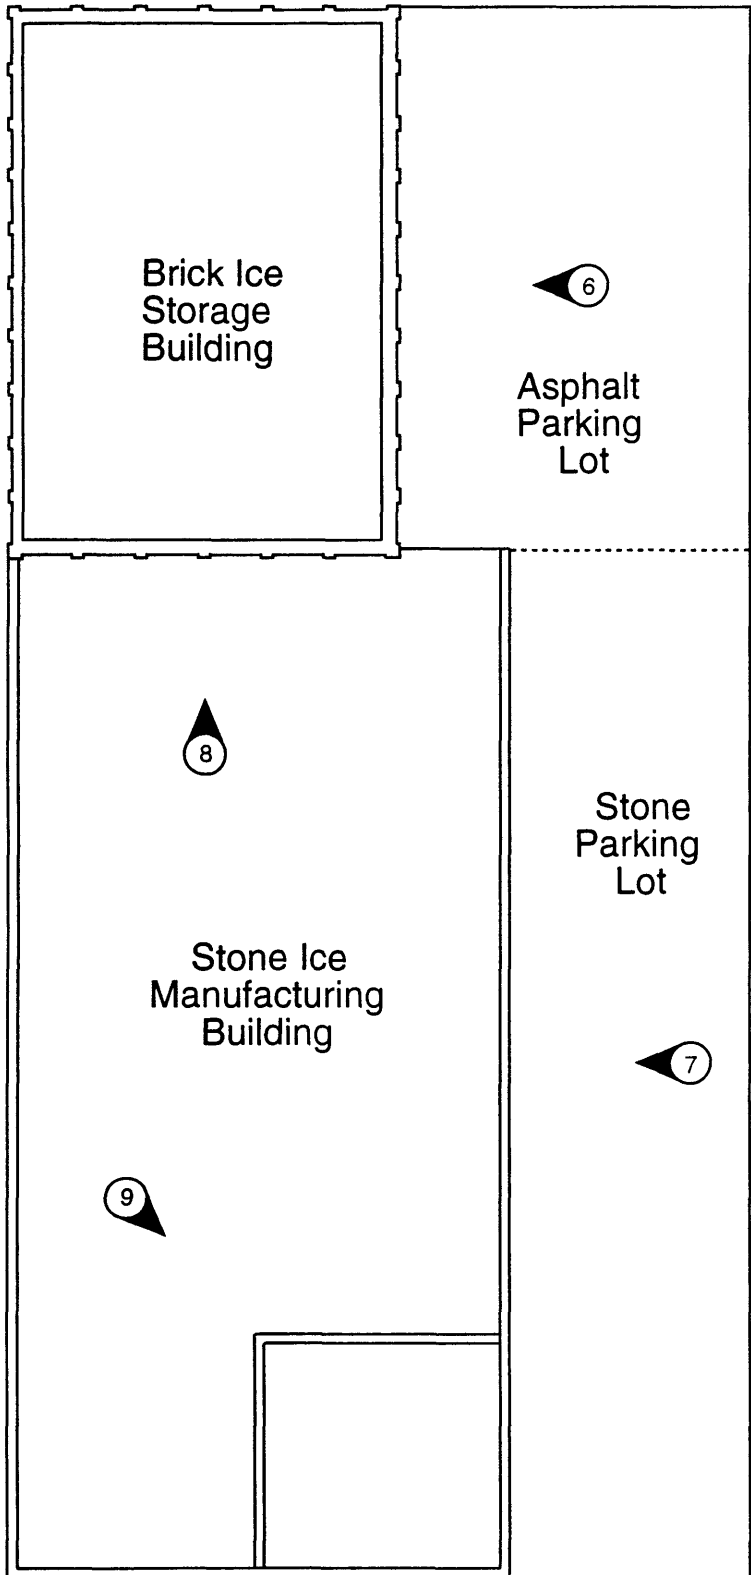 Brick Ice
Storage
Building
6
Asphalt
Parking
Lot
8
Stone
Parking
Lot
Stone Ice
Manufacturing
Building
7
9